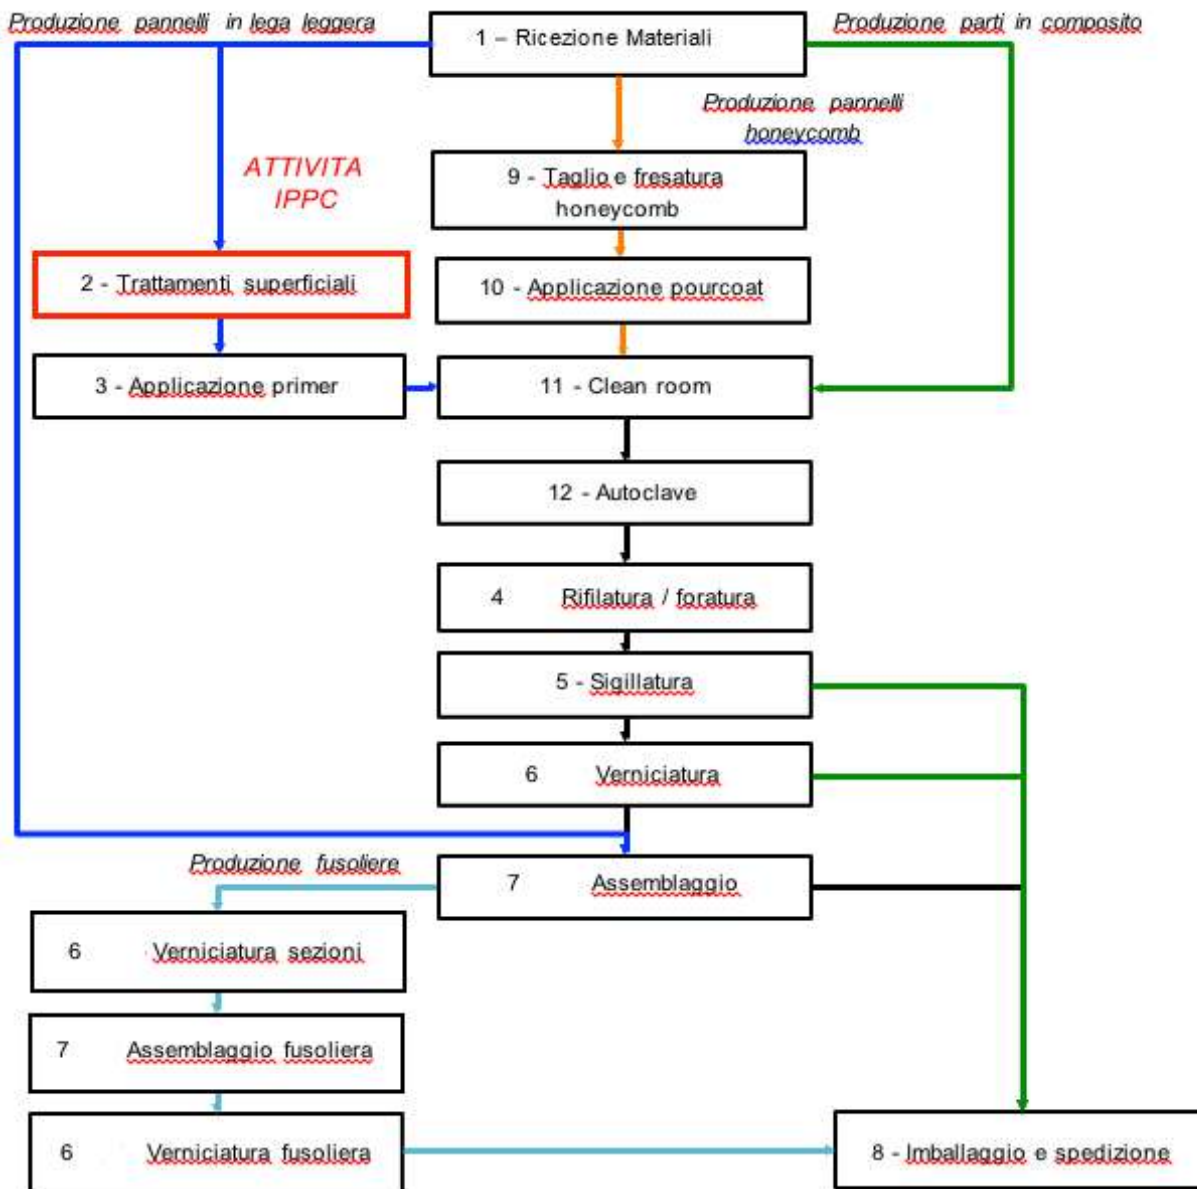 Produzione pannelli in lega leggera
1 – Ricezione Materiali
Produzione parti in composito
Produzione pannelli
honeycomb
ATTIVITA
IPPC
9 - Taglio e fresatura
honeycomb
2 - Trattamenti superficiali
10 - Applicazione pourcoat
3 - Applicazione primer
11 - Clean room
12 - Autoclave
4 Rifilatura / foratura
5 - Sigillatura
6 Verniciatura
Produzione fusoliere
7 Assemblaggio
6 Verniciatura sezioni
7 Assemblaggio fusoliera
6 Verniciatura fusoliera
8 - Imballaggio e spedizione